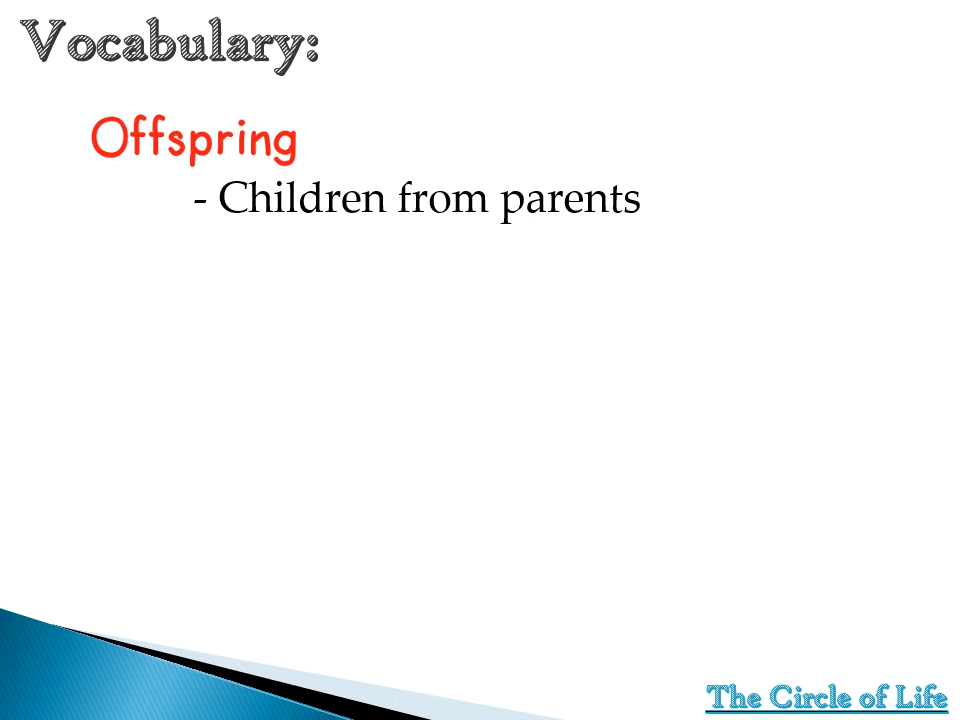 Vocabulary:
Offspring
- Children from parents
The Circle of Life